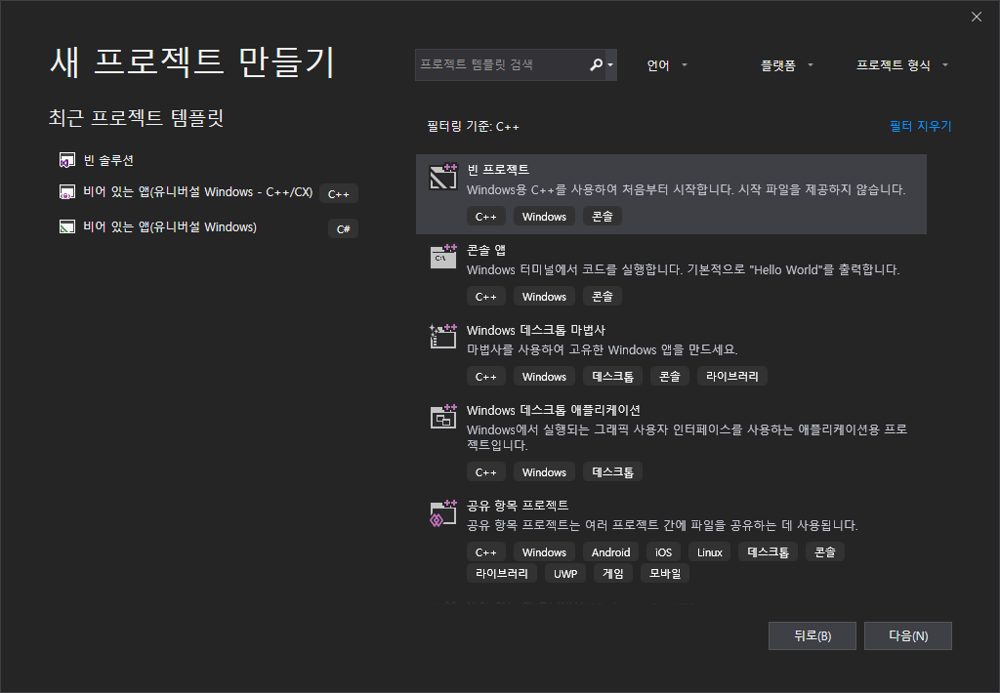 새 프로젝트 만들기
프로젝트 템플릿 검색
언어
플랫폼
프로젝트 형식
최근 프로젝트 템플릿
빈 솔루션
비어 있는 앱(유니버설 Windows - C++/CX)
C++
비어 있는 앱(유니버설 Windows)
C#
필터링 기준: C++
필터 지우기
빈 프로젝트
Windows용 C++를 사용하여 처음부터 시작합니다. 시작 파일을 제공하지 않습니다.
C++ Windows 콘솔
C:\
콘솔 앱
Windows 터미널에서 코드를 실행합니다. 기본적으로 "Hello World"를 출력합니다.
C++ Windows 콘솔
Windows 데스크톱 마법사
마법사를 사용하여 고유한 Windows 앱을 만드세요.
C++ Windows 데스크톱 콘솔 라이브러리
Windows 데스크톱 애플리케이션
Windows에서 실행되는 그래픽 사용자 인터페이스를 사용하는 애플리케이션용 프로
젝트입니다.
C++ Windows 데스크톱
공유 항목 프로젝트
공유 항목 프로젝트는 여러 프로젝트 간에 파일을 공유하는 데 사용됩니다.
C++ Windows Android iOS Linux 데스크톱 콘솔
라이브러리 UWP 게임 모바일
뒤로(B)
다음(N)